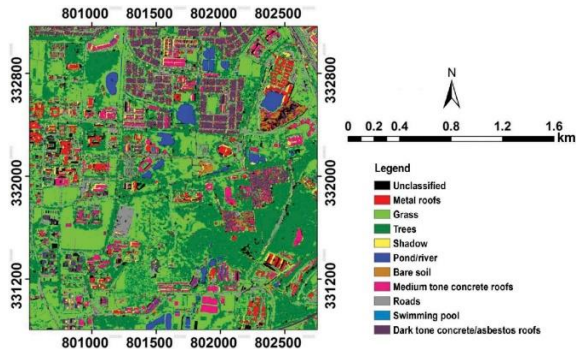 801000 801500 802000 802500
332800
332000
331200
332800
332000
331200
801000 801500 802000 802500
N
0 0.2 0.4 0.8 1.2 1.6
km
Legend
Unclassified
Metal roofs
Grass
Trees
Shadow
Pond/river
Bare soil
Medium tone concrete roofs
Roads
Swimming pool
Dark tone concrete/asbestos roofs